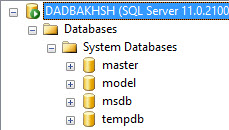 DADBAKHSH (SQL Server 11.0.2100
Databases
System Databases
master
model
msdb
tempdb